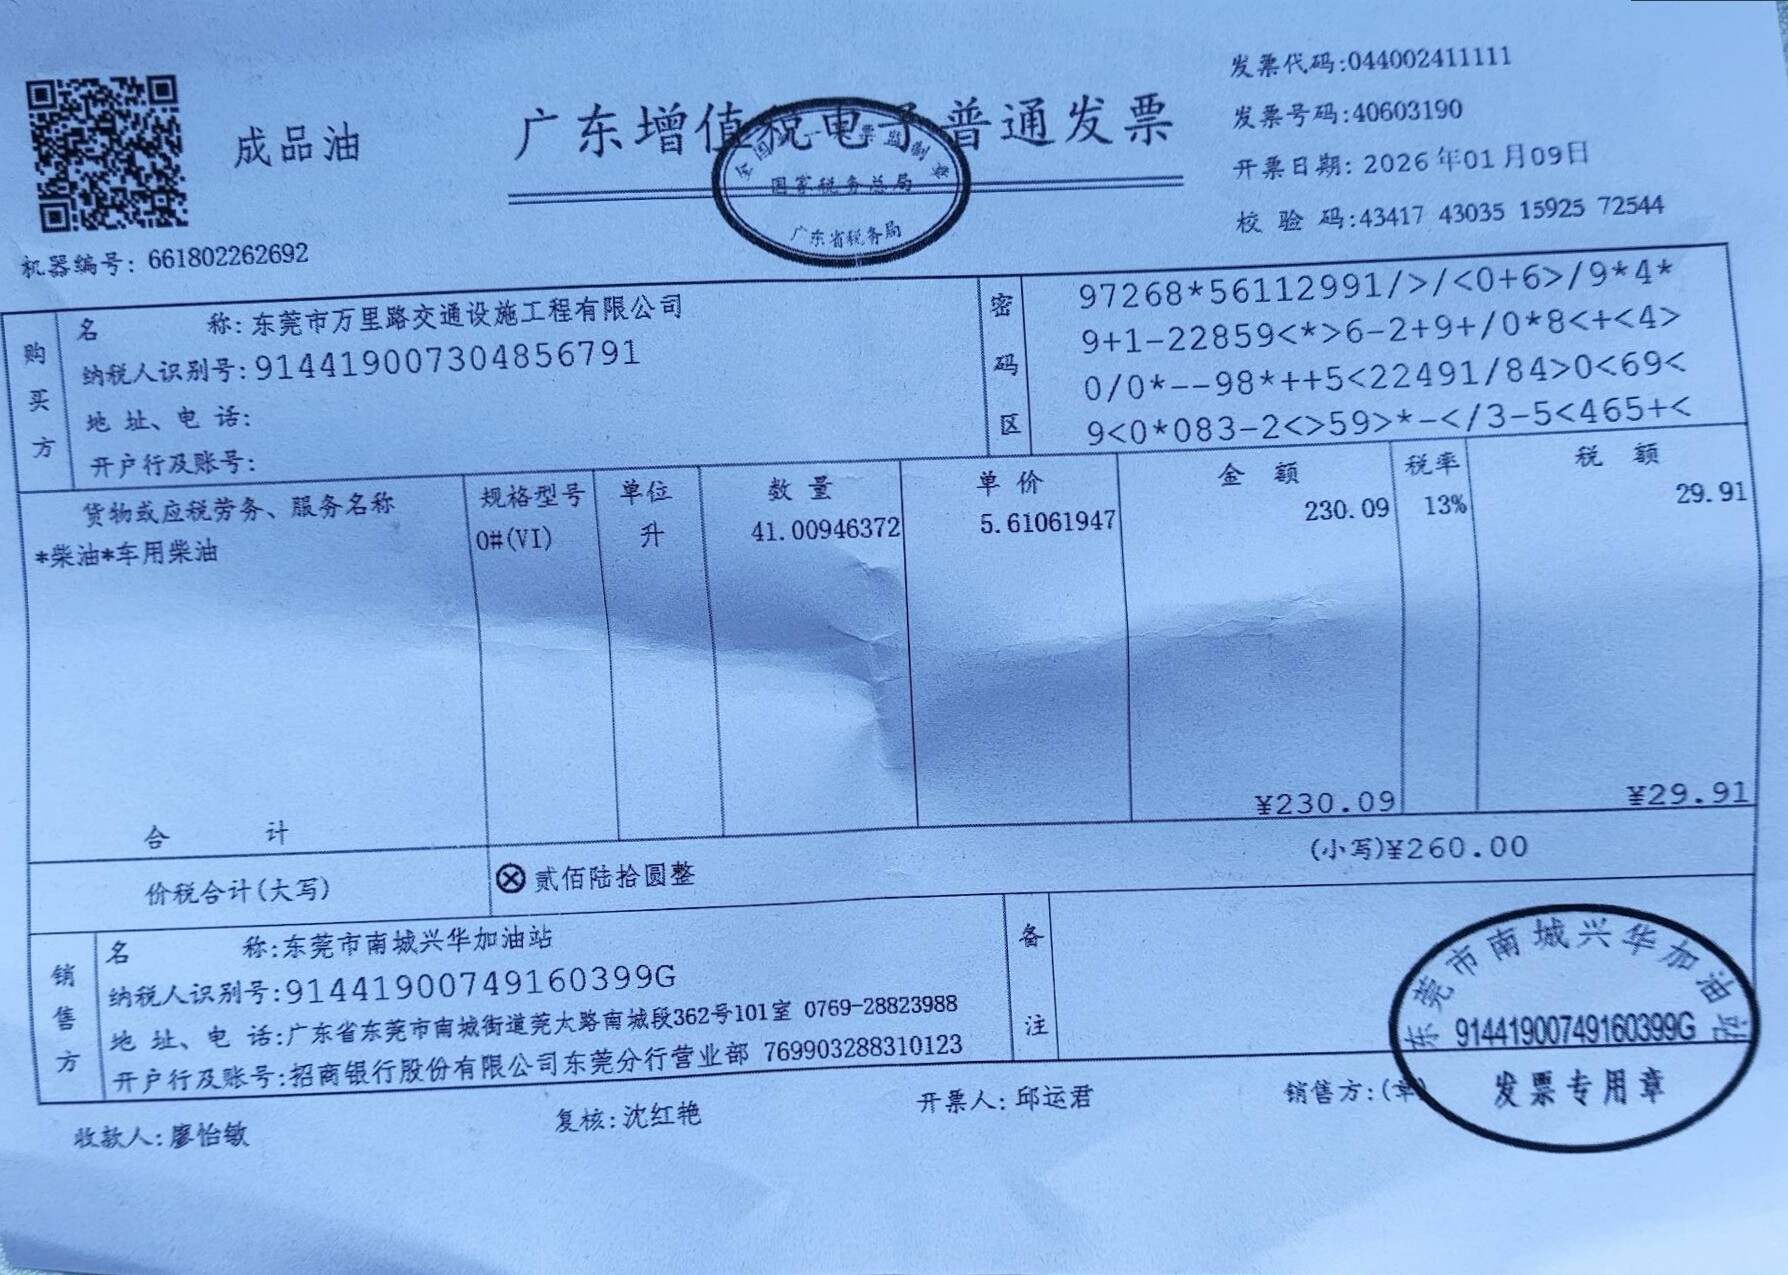 发票代码:044002411111
成品油
广东增值税电子普通发票
发票号码:40603190
开票日期: 2026年01月09日
全国统一发票监制章
国家税务总局
广东省税务局
校 验 码:43417 43035 15925 72544
机器编号: 661802262692
购买方
名 称: 东莞市万里路交通设施工程有限公司
纳税人识别号:914419007304856791
地 址、电 话:
开户行及账号:
密码区
97268*56112991/>/<0+6>/9*4*
9+1-22859<*>6-2+9+/0*8<+<4>
0/0*--98*++5<22491/84>0<69<
9<0*083-2<>59>*-</3-5<465+<
货物或应税劳务、服务名称 规格型号 单位 数 量 单 价 金 额 税率 税 额
*柴油*车用柴油 0#(VI) 升 41.00946372 5.61061947 230.09 13% 29.91
合 计 ¥230.09 ¥29.91
价税合计(大写) ⊗贰佰陆拾圆整 (小写)¥260.00
销售方
名 称:东莞市南城兴华加油站
纳税人识别号:91441900749160399G
地 址、电 话:广东省东莞市南城街道莞太路南城段362号101室 0769-28823988
开户行及账号:招商银行股份有限公司东莞分行营业部 769903288310123
备注
东莞市南城兴华加油站
91441900749160399G
发票专用章
收款人:廖怡敏 复核:沈红艳 开票人:邱运君 销售方:(章)